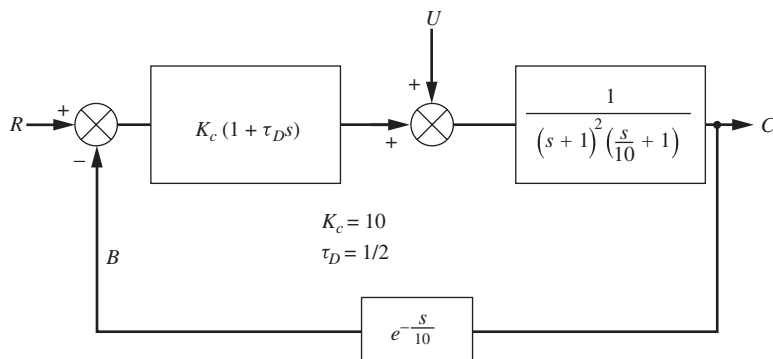 U
+
R
+
K_c (1 + τ_D s)
+
1
(s + 1)^2 (s/10 + 1)
C
−
K_c = 10
τ_D = 1/2
B
e^{−s/10}